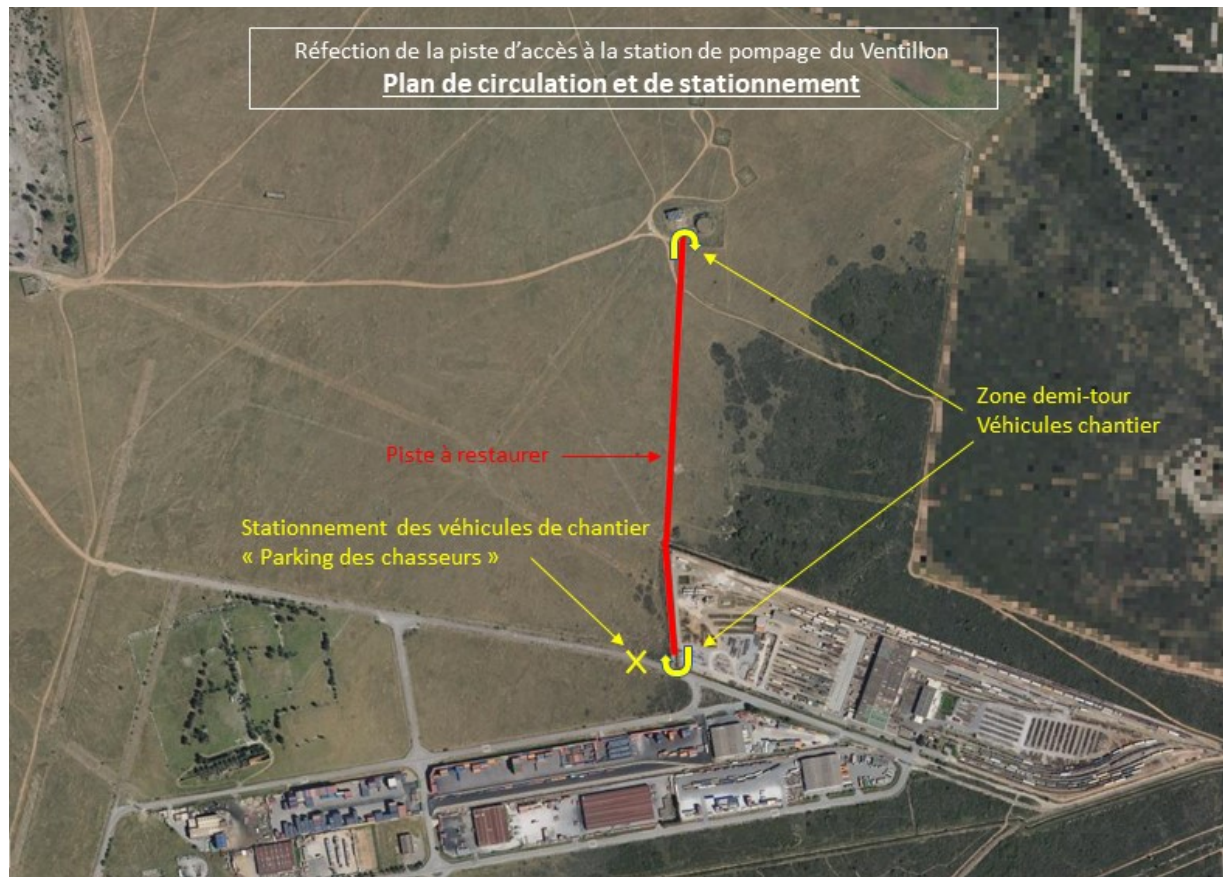 Réfection de la piste d'accès à la station de pompage du Ventillon
Plan de circulation et de stationnement
Zone demi-tour
Véhicules chantier
Piste à restaurer
Stationnement des véhicules de chantier
« Parking des chasseurs »